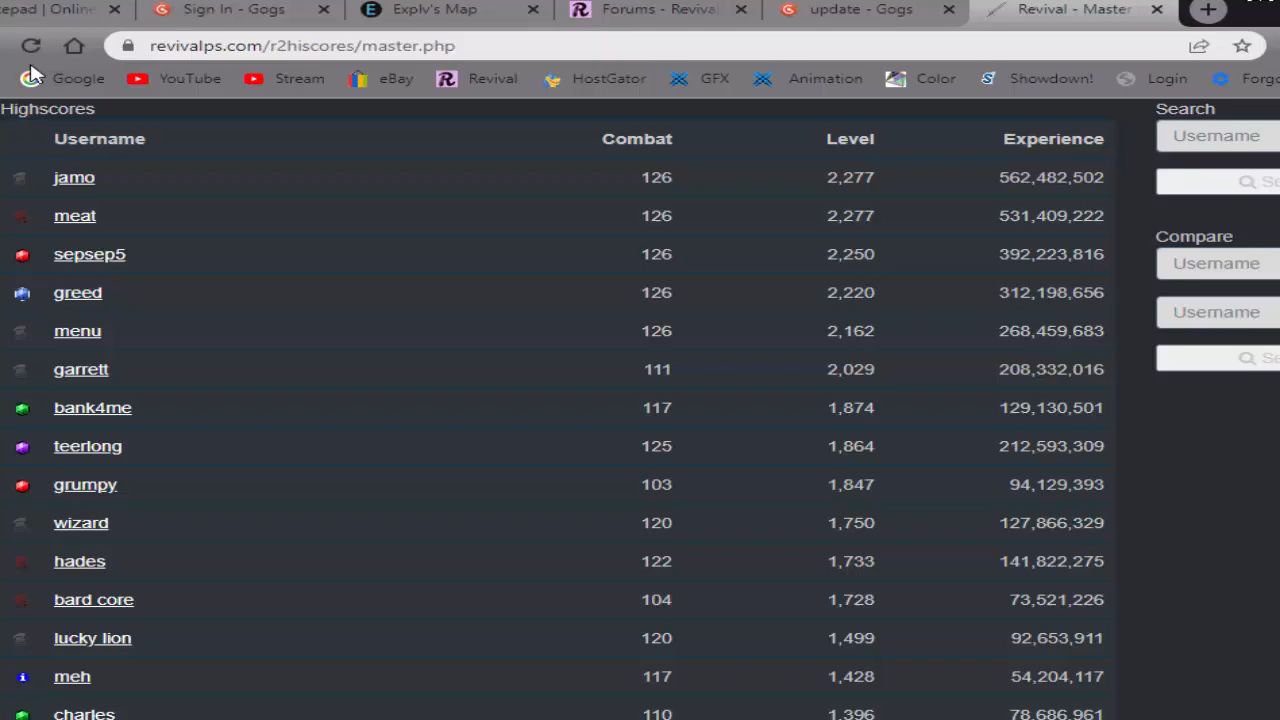 tepad | Online Sign In - Gogs Explv's Map Forums - Reviva update - Gogs Revival - Master
revivalps.com/r2hiscores/master.php
Google YouTube Stream eBay Revival HostGator GFX Animation Color Showdown! Login Forgo
Highscores Search
Username Combat Level Experience Username
jamo 126 2,277 562,482,502 Se
meat 126 2,277 531,409,222
Compare
sepsep5 126 2,250 392,223,816 Username
greed 126 2,220 312,198,656 Username
menu 126 2,162 268,459,683
garrett 111 2,029 208,332,016 Se
bank4me 117 1,874 129,130,501
teerlong 125 1,864 212,593,309
grumpy 103 1,847 94,129,393
wizard 120 1,750 127,866,329
hades 122 1,733 141,822,275
bard core 104 1,728 73,521,226
lucky lion 120 1,499 92,653,911
meh 117 1,428 54,204,117
charles 110 1,396 78,686,961